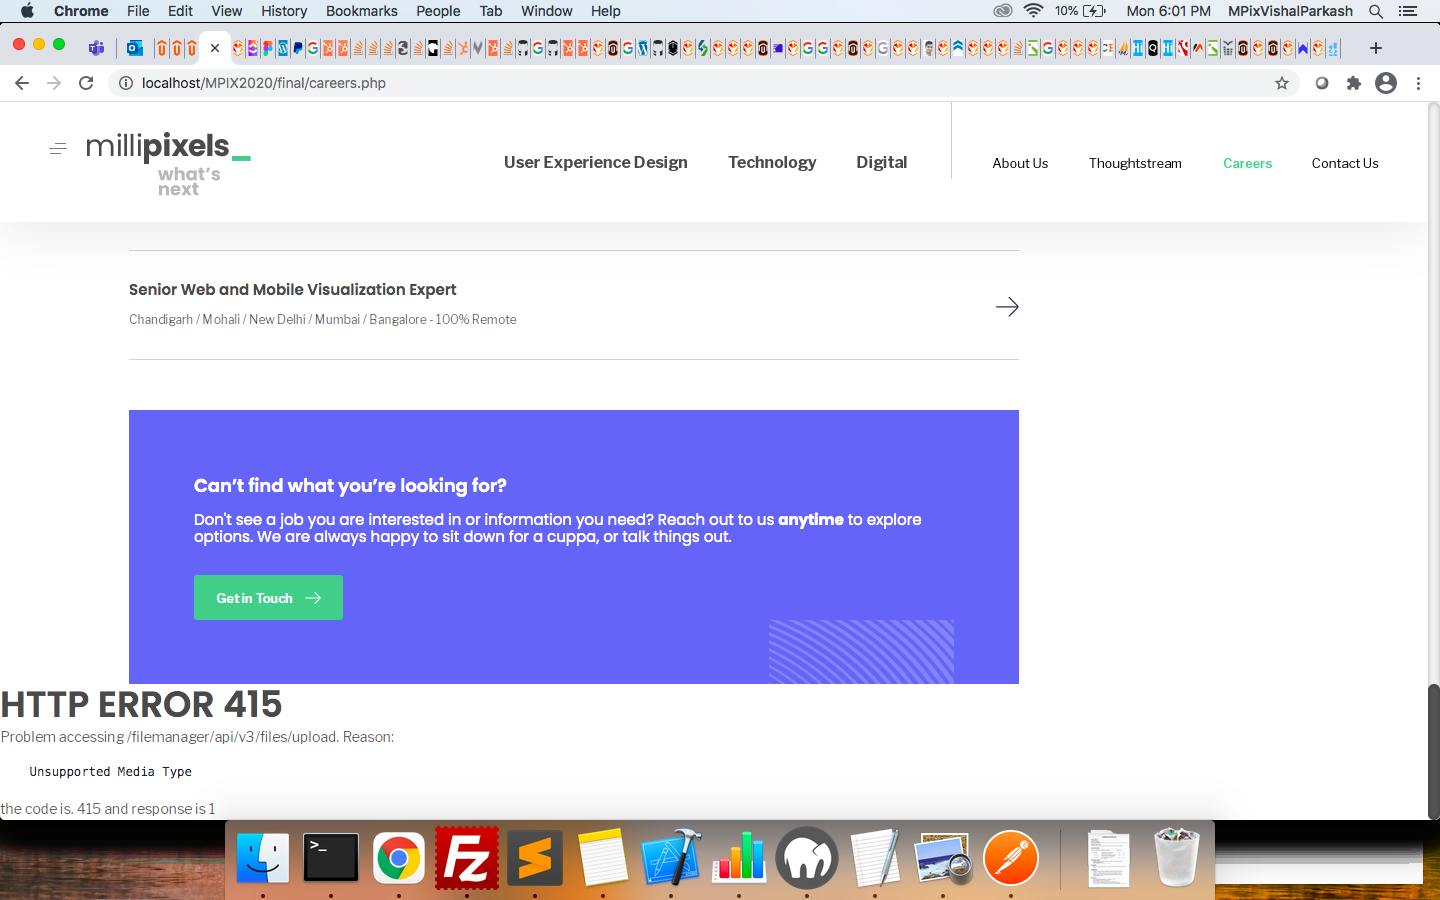 Chrome File Edit View History Bookmarks People Tab Window Help 10% Mon 6:01 PM MPixVishalParkash
localhost/MPIX2020/final/careers.php
millipixels_
what's
next
User Experience Design Technology Digital About Us Thoughtstream Careers Contact Us
Senior Web and Mobile Visualization Expert
Chandigarh / Mohali / New Delhi / Mumbai / Bangalore - 100% Remote
Can't find what you're looking for?
Don't see a job you are interested in or information you need? Reach out to us anytime to explore
options. We are always happy to sit down for a cuppa, or talk things out.
Get in Touch
HTTP ERROR 415
Problem accessing /filemanager/api/v3/files/upload. Reason:
Unsupported Media Type
the code is. 415 and response is 1